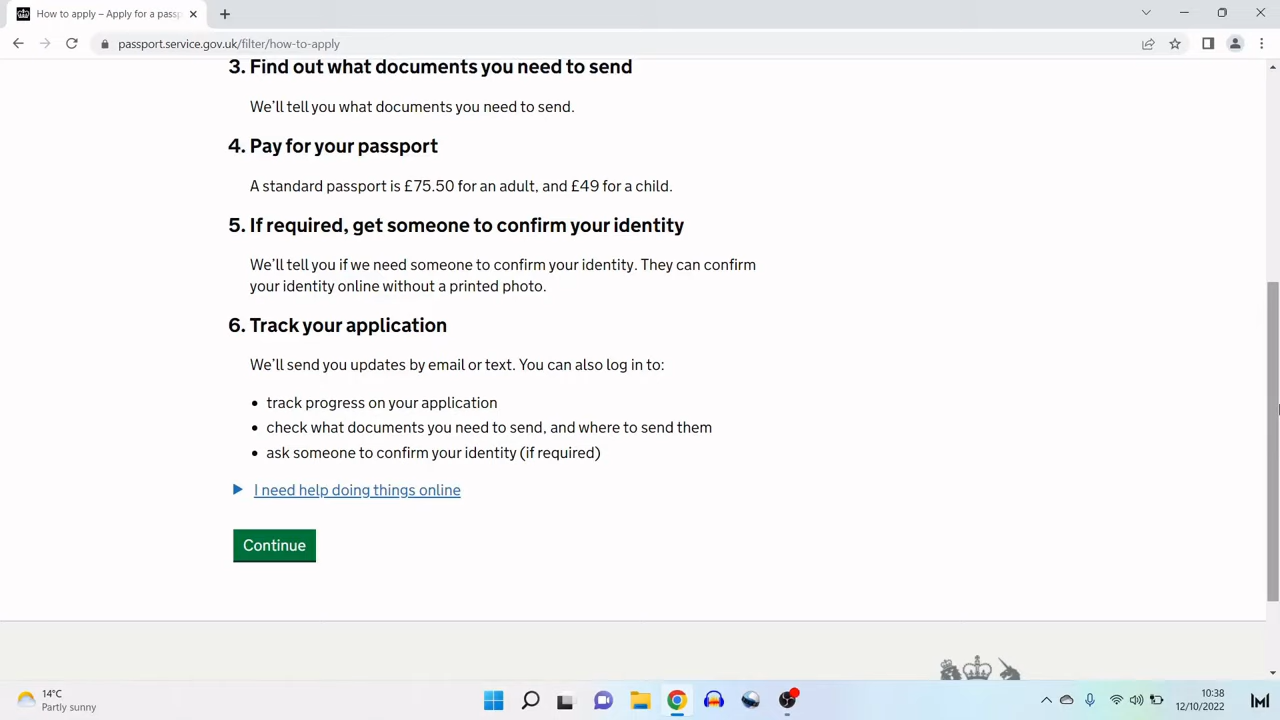 How to apply – Apply for a passp
passport.service.gov.uk/filter/how-to-apply
3. Find out what documents you need to send
We'll tell you what documents you need to send.
4. Pay for your passport
A standard passport is £75.50 for an adult, and £49 for a child.
5. If required, get someone to confirm your identity
We'll tell you if we need someone to confirm your identity. They can confirm
your identity online without a printed photo.
6. Track your application
We'll send you updates by email or text. You can also log in to:
• track progress on your application
• check what documents you need to send, and where to send them
• ask someone to confirm your identity (if required)
I need help doing things online
Continue
14°C
Partly sunny
10:38
12/10/2022